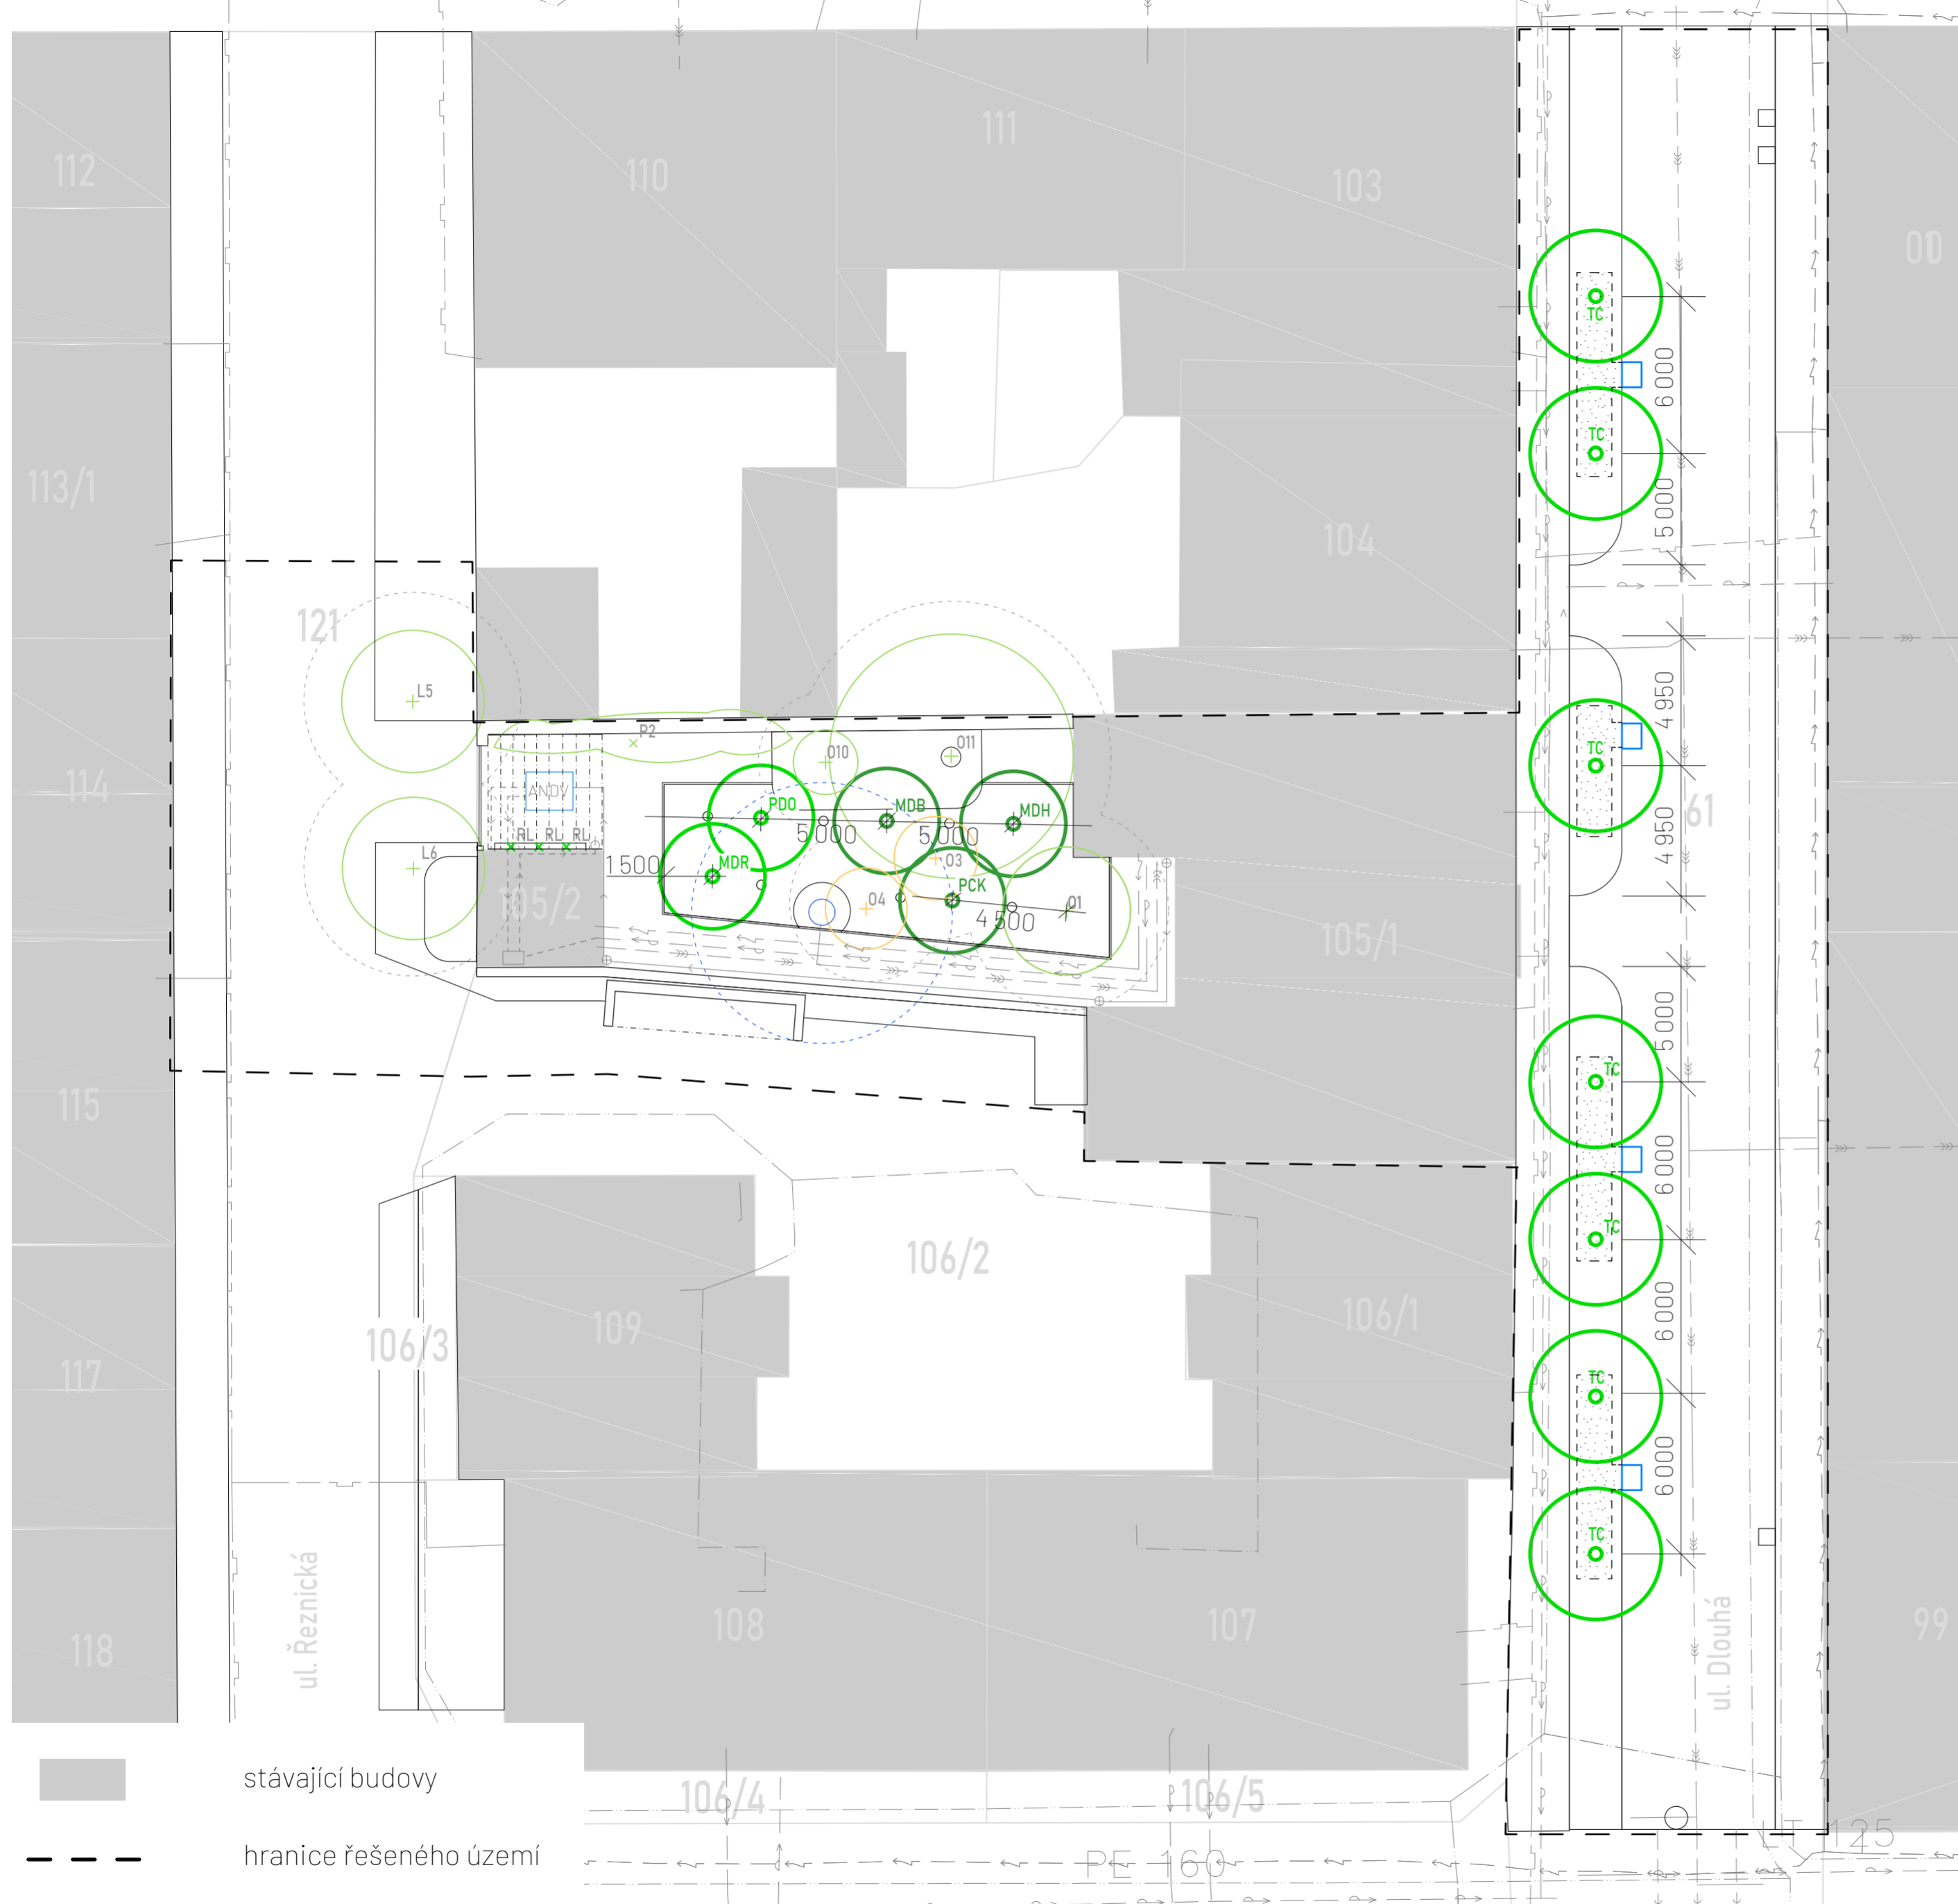 111
112
110
103
TC
6 000
TC
113/1
5 000
104
121
L5
4 950
P2
O10
O11
TC
114
ANDY
PDO
MDB
MDH
61
RL RL RL
5 000
5 000
4 950
L6
1 500
MDR
O3
PCK
105/2
O4
O1
4 500
105/1
5 000
TC
115
6 000
TC
106/2
109
106/1
6 000
106/3
117
TC
6 000
TC
ul. Řeznická
108
107
ul. Dlouhá
99
118
stávající budovy
106/4
106/5
LT 125
hranice řešeného území
PE 160